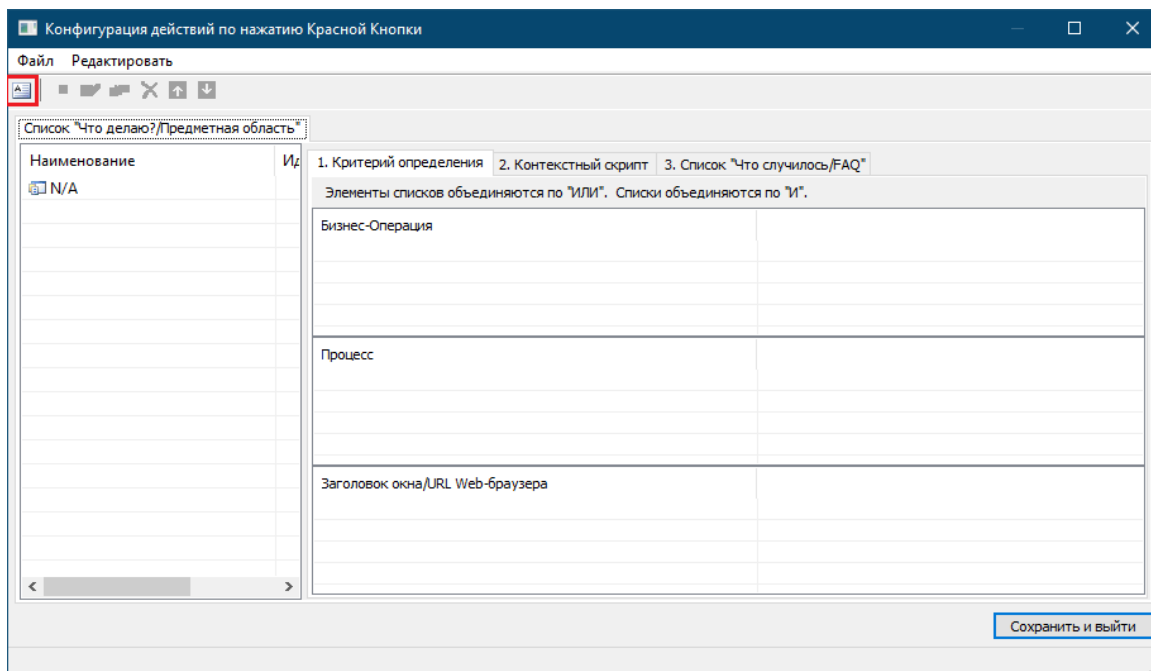 Конфигурация действий по нажатию Красной Кнопки
Файл Редактировать
Список "Что делаю?/Предметная область"
Наименование
1. Критерий определения 2. Контекстный скрипт 3. Список "Что случилось/FAQ"
N/A
Элементы списков объединяются по "ИЛИ". Списки объединяются по "И".
Бизнес-Операция
Процесс
Заголовок окна/URL Web-браузера
Сохранить и выйти